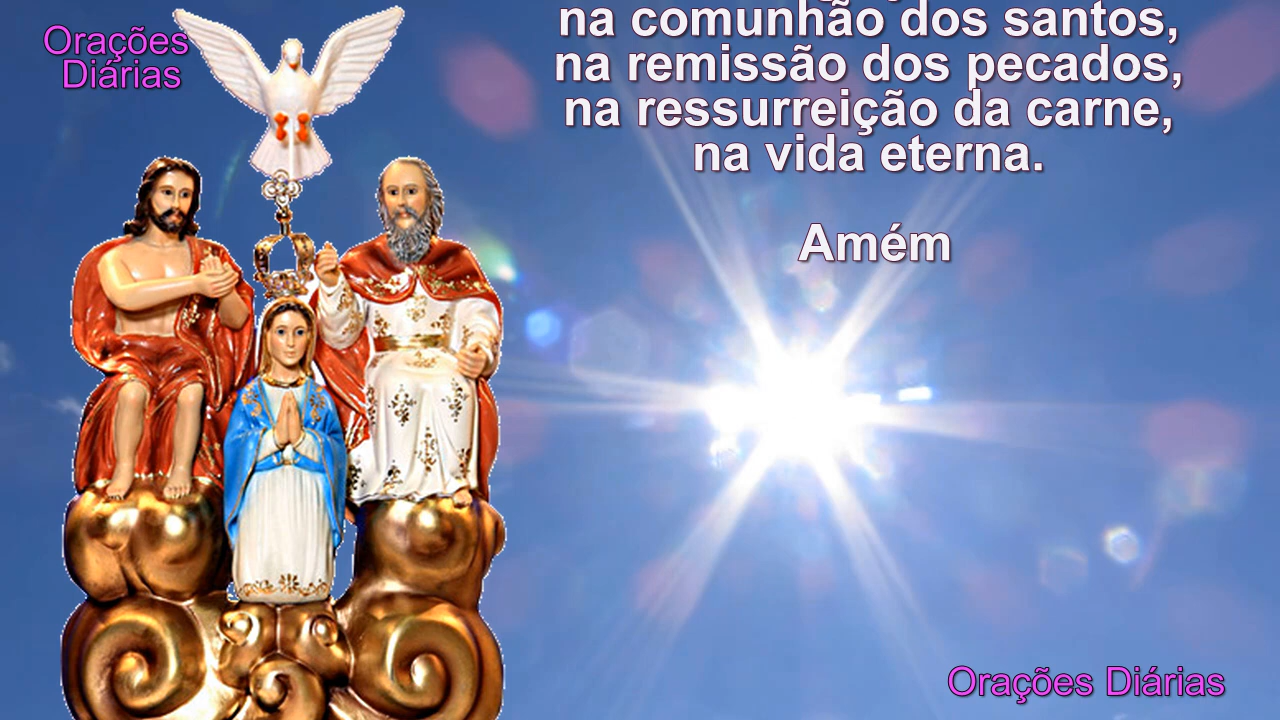 Orações
Diárias
na comunhão dos santos,
na remissão dos pecados,
na ressurreição da carne,
na vida eterna.
Amém
Orações Diárias